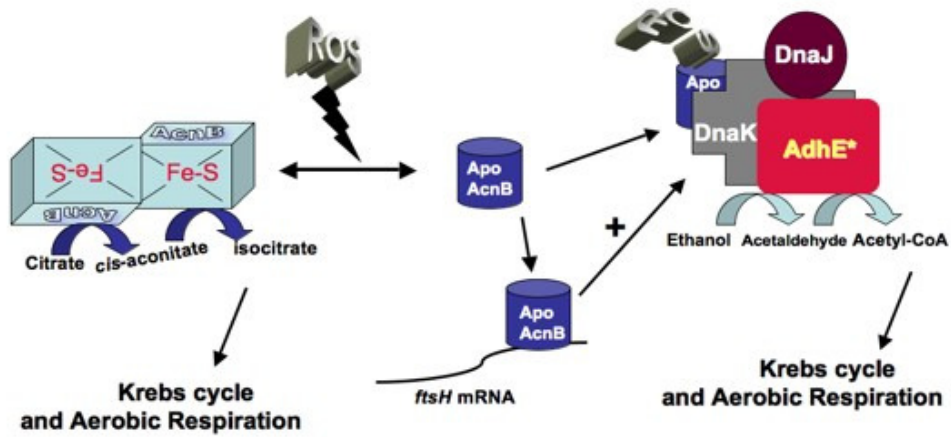 ROS
ROS
DnaJ
Apo
DnaK
AdhE*
AcnB
Fe-S
Fe-S
AcnB
Apo
AcnB
Citrate
cis-aconitate
Isocitrate
+
Ethanol
Acetaldehyde
Acetyl-CoA
Apo
AcnB
ftsH mRNA
Krebs cycle
and Aerobic Respiration
Krebs cycle
and Aerobic Respiration